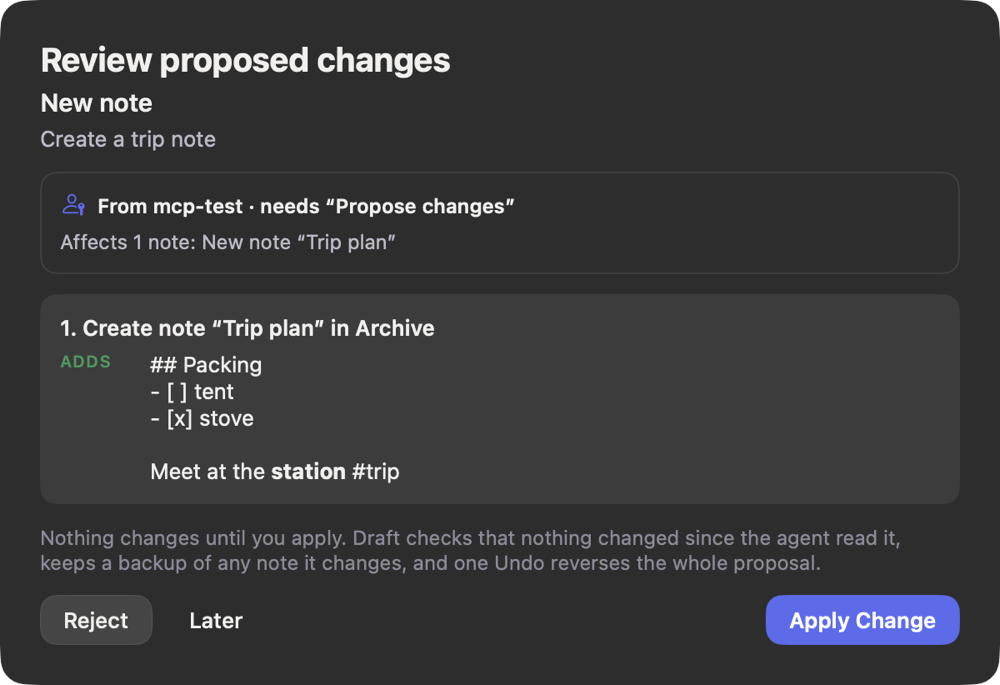 Review proposed changes
New note
Create a trip note
From mcp-test · needs “Propose changes”
Affects 1 note: New note “Trip plan”
1. Create note “Trip plan” in Archive
ADDS
## Packing
- [ ] tent
- [x] stove
Meet at the station #trip
Nothing changes until you apply. Draft checks that nothing changed since the agent read it,
keeps a backup of any note it changes, and one Undo reverses the whole proposal.
Reject
Later
Apply Change